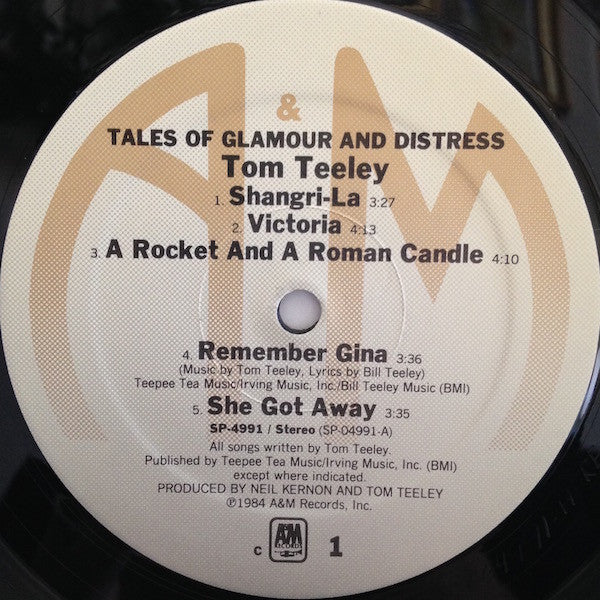 A&M
TALES OF GLAMOUR AND DISTRESS
Tom Teeley
1. Shangri-La 3:27
2. Victoria 4:13
3. A Rocket And A Roman Candle 4:10
4. Remember Gina 3:36
(Music by Tom Teeley, Lyrics by Bill Teeley)
Teepee Tea Music/Irving Music, Inc./Bill Teeley Music (BMI)
5. She Got Away 3:35
SP-4991 / Stereo (SP-04991-A)
All songs written by Tom Teeley.
Published by Teepee Tea Music/Irving Music, Inc. (BMI)
except where indicated.
PRODUCED BY NEIL KERNON AND TOM TEELEY
℗1984 A&M Records, Inc.
C A&M RECORDS 1